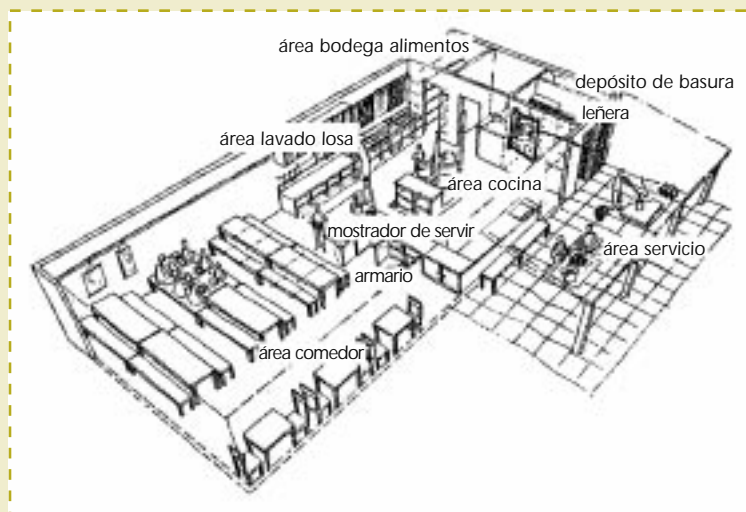 área bodega alimentos
depósito de basura
leñera
área lavado losa
área cocina
mostrador de servir
área servicio
armario
área comedor